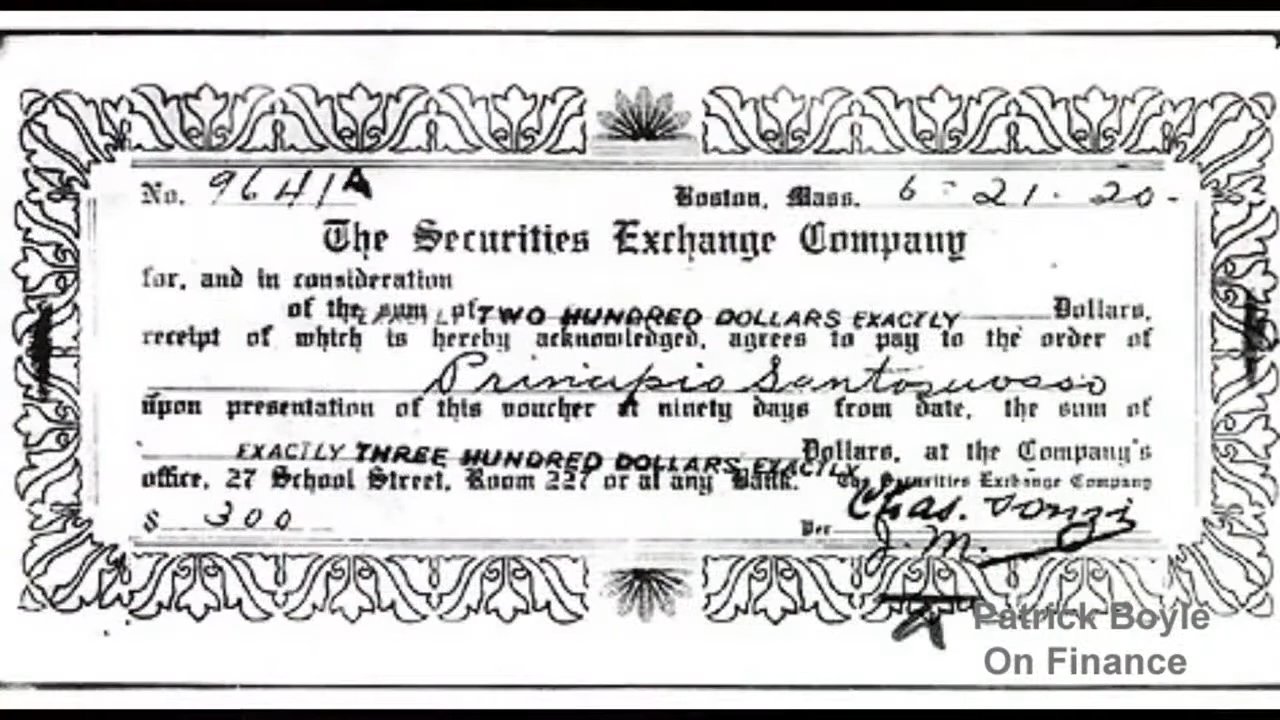 No. 9641A Boston, Mass. 6-21-20-
The Securities Exchange Company
for, and in consideration
of the sum of TWO HUNDRED DOLLARS EXACTLY Dollars,
receipt of which is hereby acknowledged, agrees to pay to the order of
Principio Santosuosso
upon presentation of this voucher at ninety days from date, the sum of
EXACTLY THREE HUNDRED DOLLARS EXACTLY Dollars, at the Company's
office, 27 School Street, Room 227 or at any Bank. The Securities Exchange Company
$ 300 Per Chas. Ponzi
J. M.
Patrick Boyle
On Finance